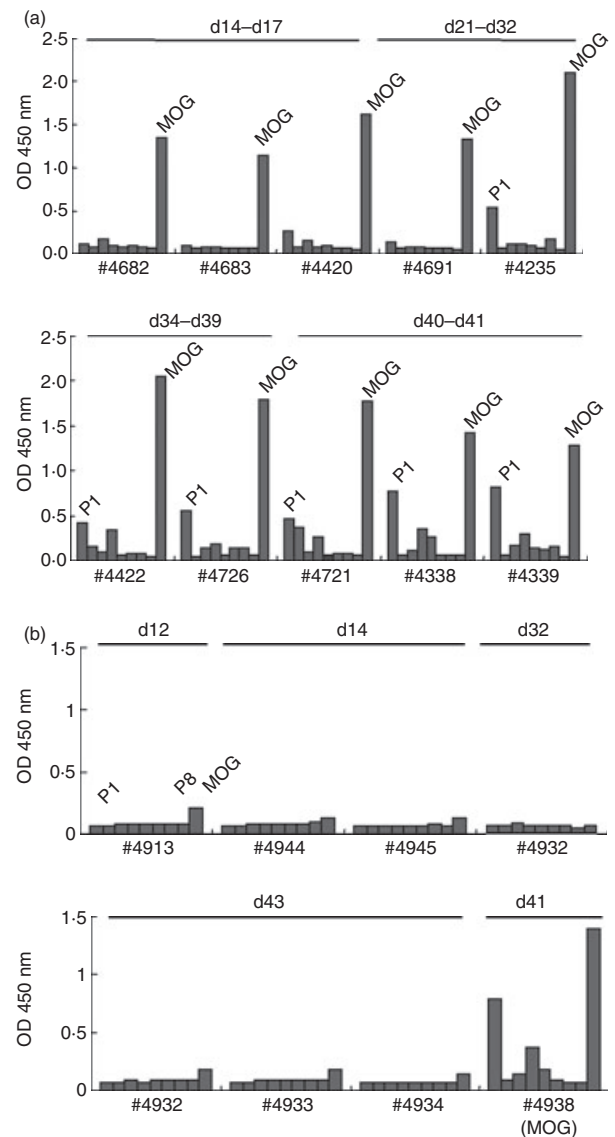 (a)
d14–d17
d21–d32
2·5
2·0
1·5
1·0
0·5
0·0
OD 450 nm
MOG
MOG
MOG
MOG
P1
MOG
#4682
#4683
#4420
#4691
#4235
d34–d39
d40–d41
2·5
2·0
1·5
1·0
0·5
0·0
OD 450 nm
P1
MOG
P1
MOG
P1
MOG
P1
MOG
P1
MOG
#4422
#4726
#4721
#4338
#4339
(b)
d12
d14
d32
1·5
1
0·5
0
OD 450 nm
P1
P8
MOG
#4913
#4944
#4945
#4932
d43
d41
1·5
1
0·5
0
OD 450 nm
#4932
#4933
#4934
#4938
(MOG)